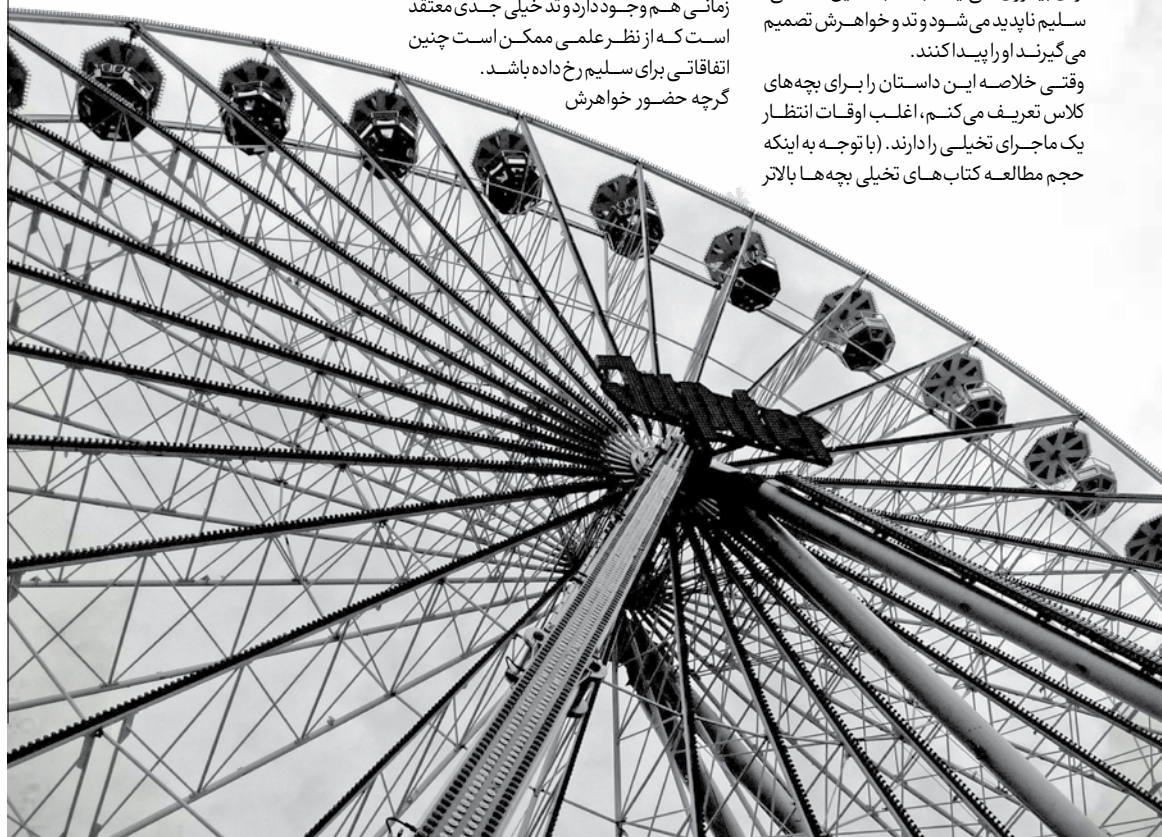 سلیم ناپدید می‌شود و تد و خواهرش تصمیم
می‌گیرند او را پیدا کنند.
وقتی خلاصه این داستان را برای بچه‌های
کلاس تعریف می‌کنم، اغلب اوقات انتظار
یک ماجرای تخیلی را دارند. (با توجه به اینکه
حجم مطالعه کتاب‌های تخیلی بچه‌ها بالاتر
زمانی هم وجود دارد و تد خیلی جدی معتقد
است که از نظر علمی ممکن است چنین
اتفاقاتی برای سلیم رخ داده باشد.
گرچه حضور خواهرش